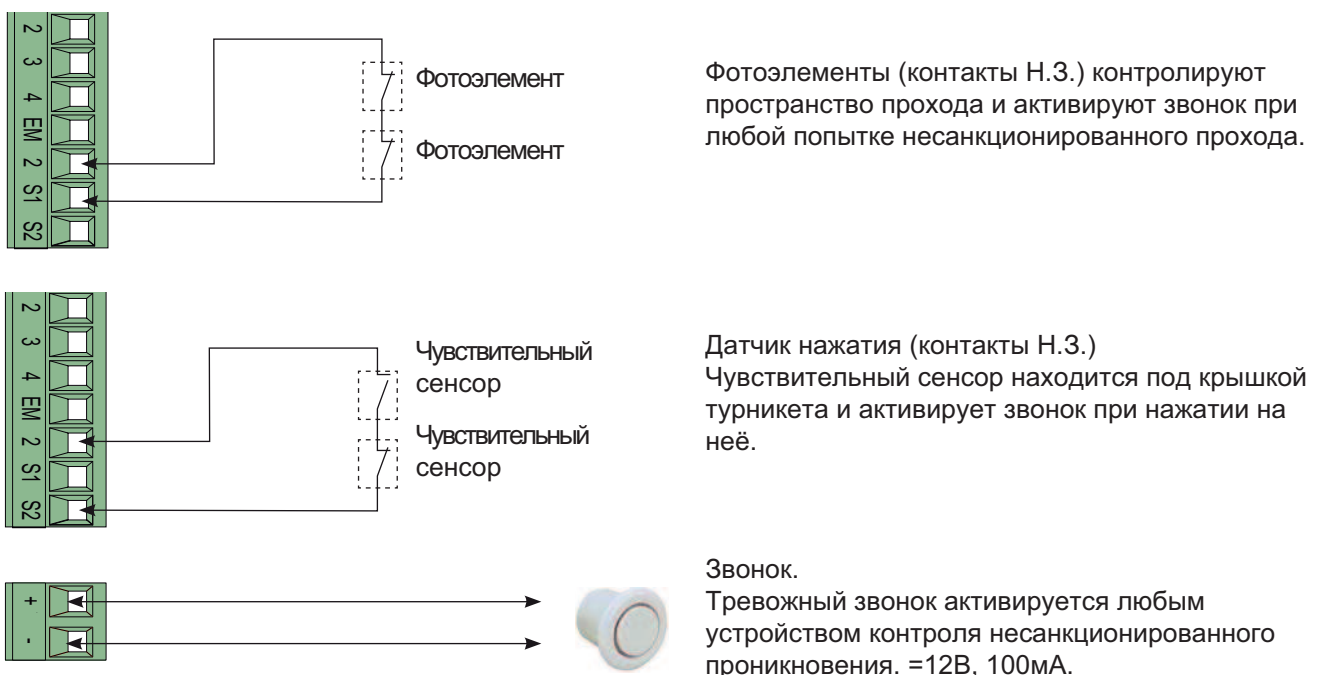 2
3
4
EM
2
S1
S2
Фотоэлемент
Фотоэлемент
Фотоэлементы (контакты Н.З.) контролируют
пространство прохода и активируют звонок при
любой попытке несанкционированного прохода.
2
3
4
EM
2
S1
S2
Чувствительный
сенсор
Чувствительный
сенсор
Датчик нажатия (контакты Н.З.)
Чувствительный сенсор находится под крышкой
турникета и активирует звонок при нажатии на
неё.
+
-
Звонок.
Тревожный звонок активируется любым
устройством контроля несанкционированного
проникновения. =12В, 100мА.